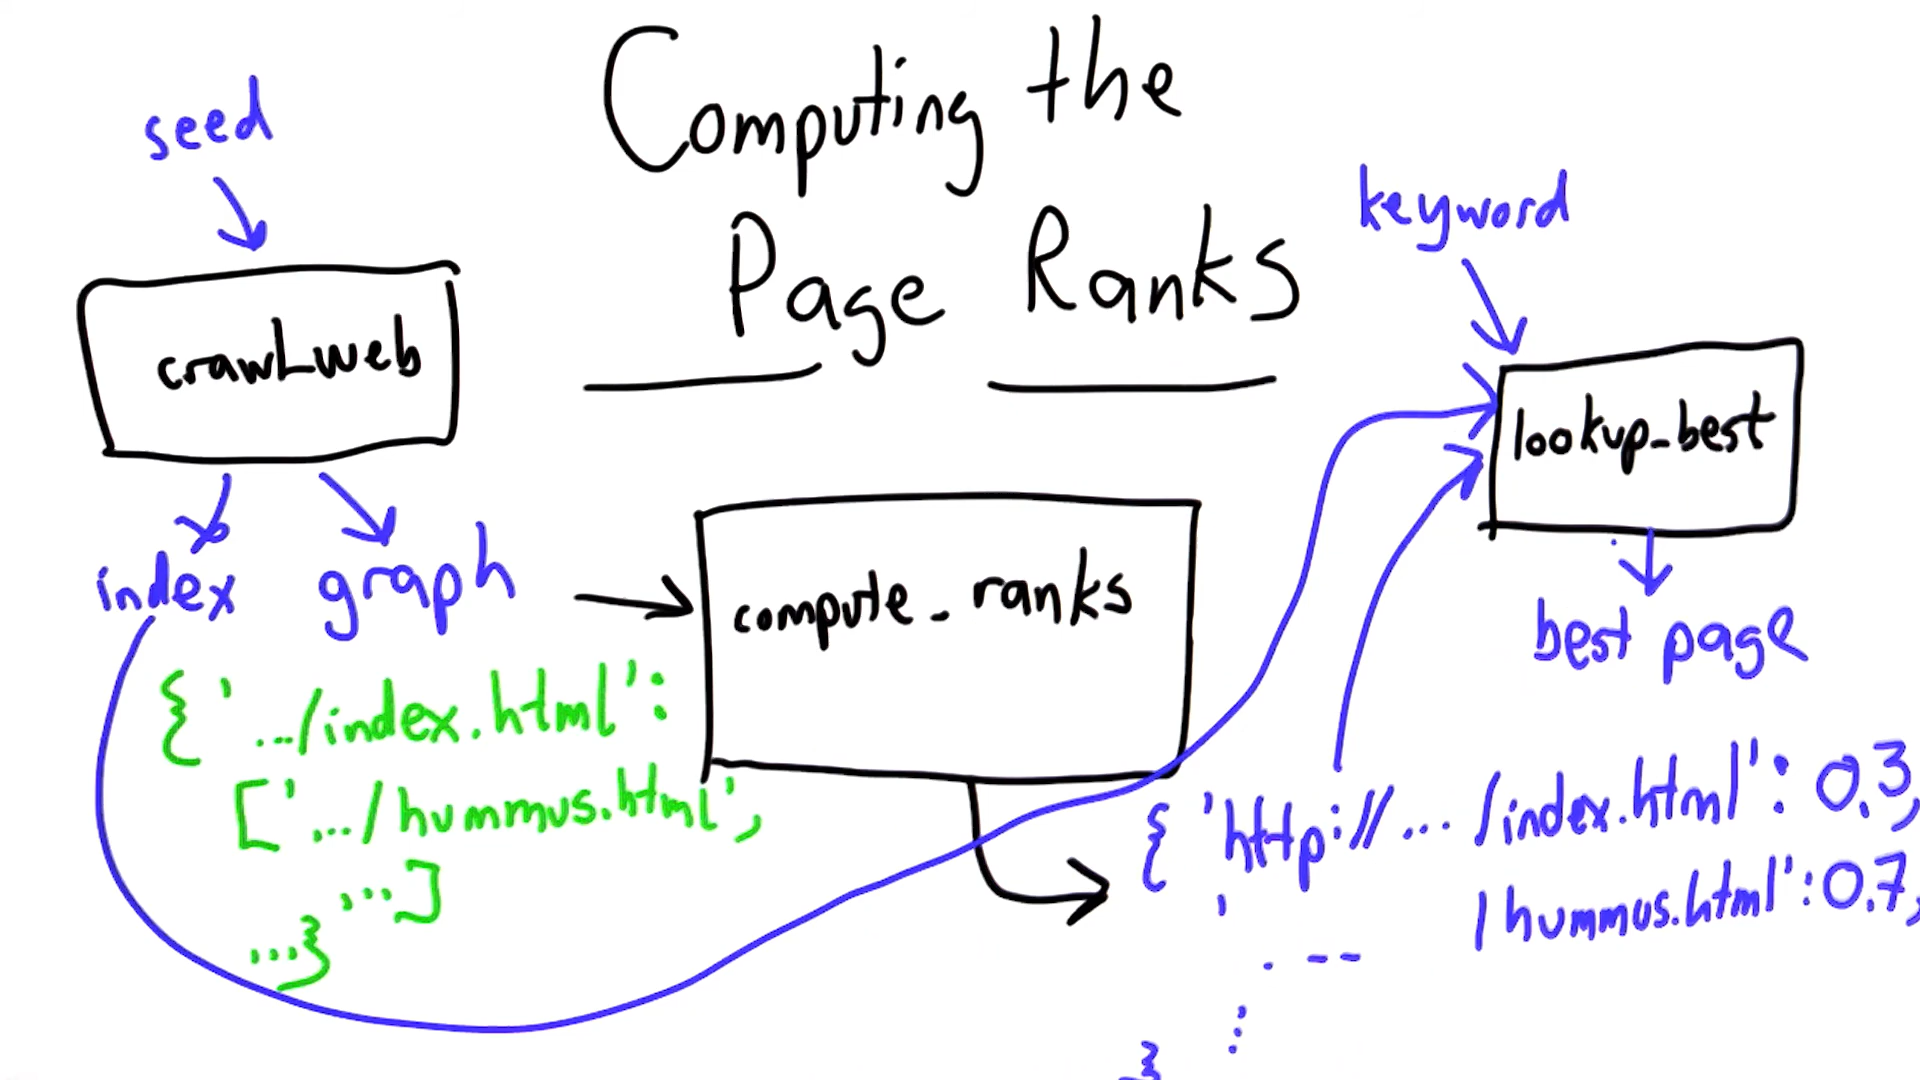 Computing the
Page Ranks
seed
crawl_web
index graph
{'.../index.html':
['.../hummus.html',
...]
...}
compute_ranks
keyword
lookup_best
best page
{'http://... /index.html': 0.3,
' /hummus.html': 0.7,
. --
:
}